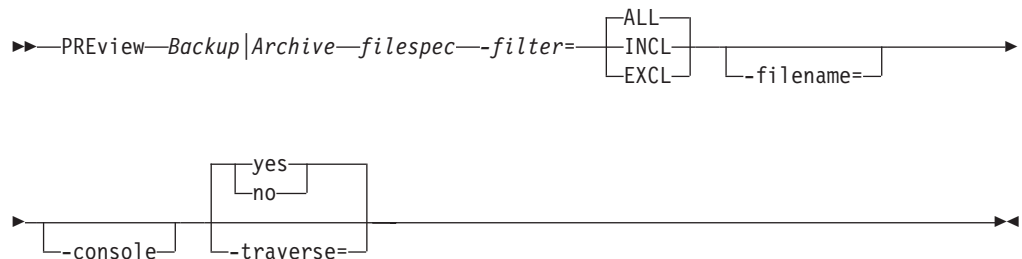 ALL
PREview Backup|Archive filespec -filter= INCL
EXCL -filename=
yes
no
-console -traverse=